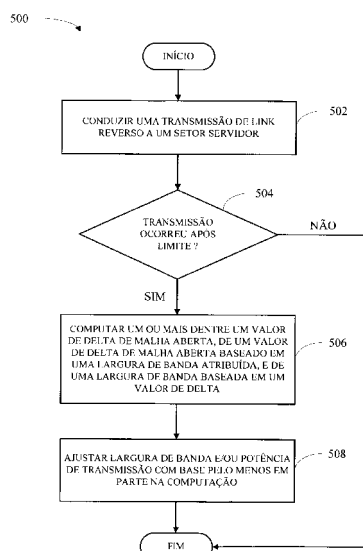 500
INÍCIO
CONDUZIR UMA TRANSMISSÃO DE LINK
REVERSO A UM SETOR SERVIDOR
502
504
TRANSMISSÃO
OCORREU APÓS
LIMITE ?
NÃO
SIM
COMPUTAR UM OU MAIS DENTRE UM VALOR
DE DELTA DE MALHA ABERTA, DE UM VALOR
DE DELTA DE MALHA ABERTA BASEADO EM
UMA LARGURA DE BANDA ATRIBUÍDA, E DE
UMA LARGURA DE BANDA BASEADA EM UM
VALOR DE DELTA
506
AJUSTAR LARGURA DE BANDA E/OU POTÊNCIA
DE TRANSMISSÃO COM BASE PELO MENOS EM
PARTE NA COMPUTAÇÃO
508
FIM